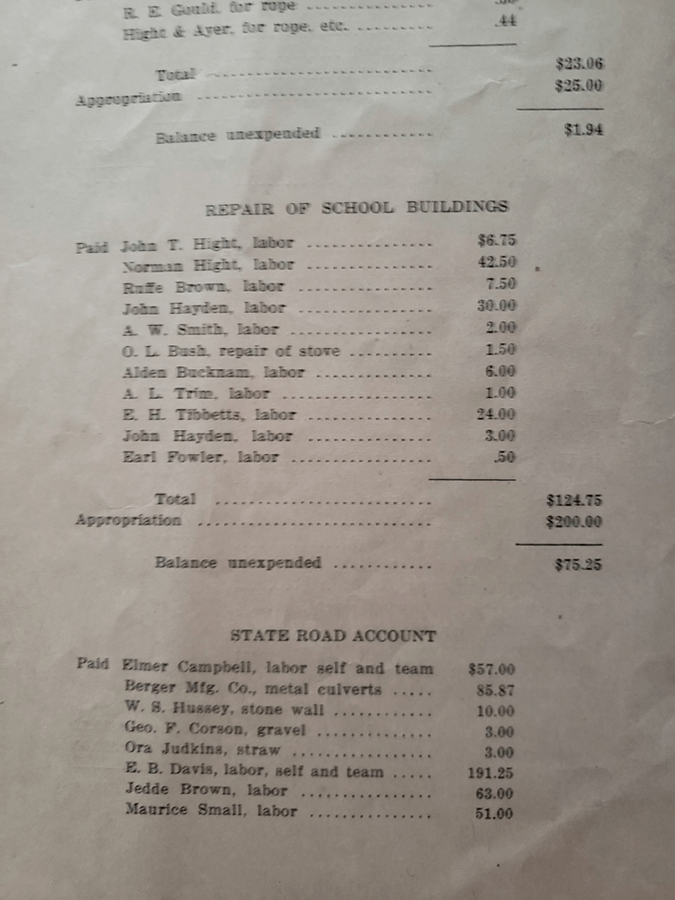 R. E. Gould, for rope ................
Hight & Ayer, for rope, etc. .............. .44
Total ............................ $23.06
Appropriation ............................. $25.00
Balance unexpended ............ $1.94
REPAIR OF SCHOOL BUILDINGS
Paid John T. Hight, labor ............... $6.75
Norman Hight, labor ............... 42.50
Ruffe Brown, labor ................ 7.50
John Hayden, labor ................ 30.00
A. W. Smith, labor ................. 2.00
O. L. Bush, repair of stove .......... 1.50
Alden Bucknam, labor .............. 6.00
A. L. Trim, labor .................. 1.00
E. H. Tibbetts, labor ............... 24.00
John Hayden, labor ............... 3.00
Earl Fowler, labor ................. .50
Total .......................... $124.75
Appropriation ............................ $200.00
Balance unexpended ............ $75.25
STATE ROAD ACCOUNT
Paid Elmer Campbell, labor self and team $57.00
Berger Mfg. Co., metal culverts ..... 85.87
W. S. Hussey, stone wall ............ 10.00
Geo. F. Corson, gravel .............. 3.00
Ora Judkins, straw ................. 3.00
E. B. Davis, labor, self and team ..... 191.25
Jedde Brown, labor ................ 63.00
Maurice Small, labor ............... 51.00